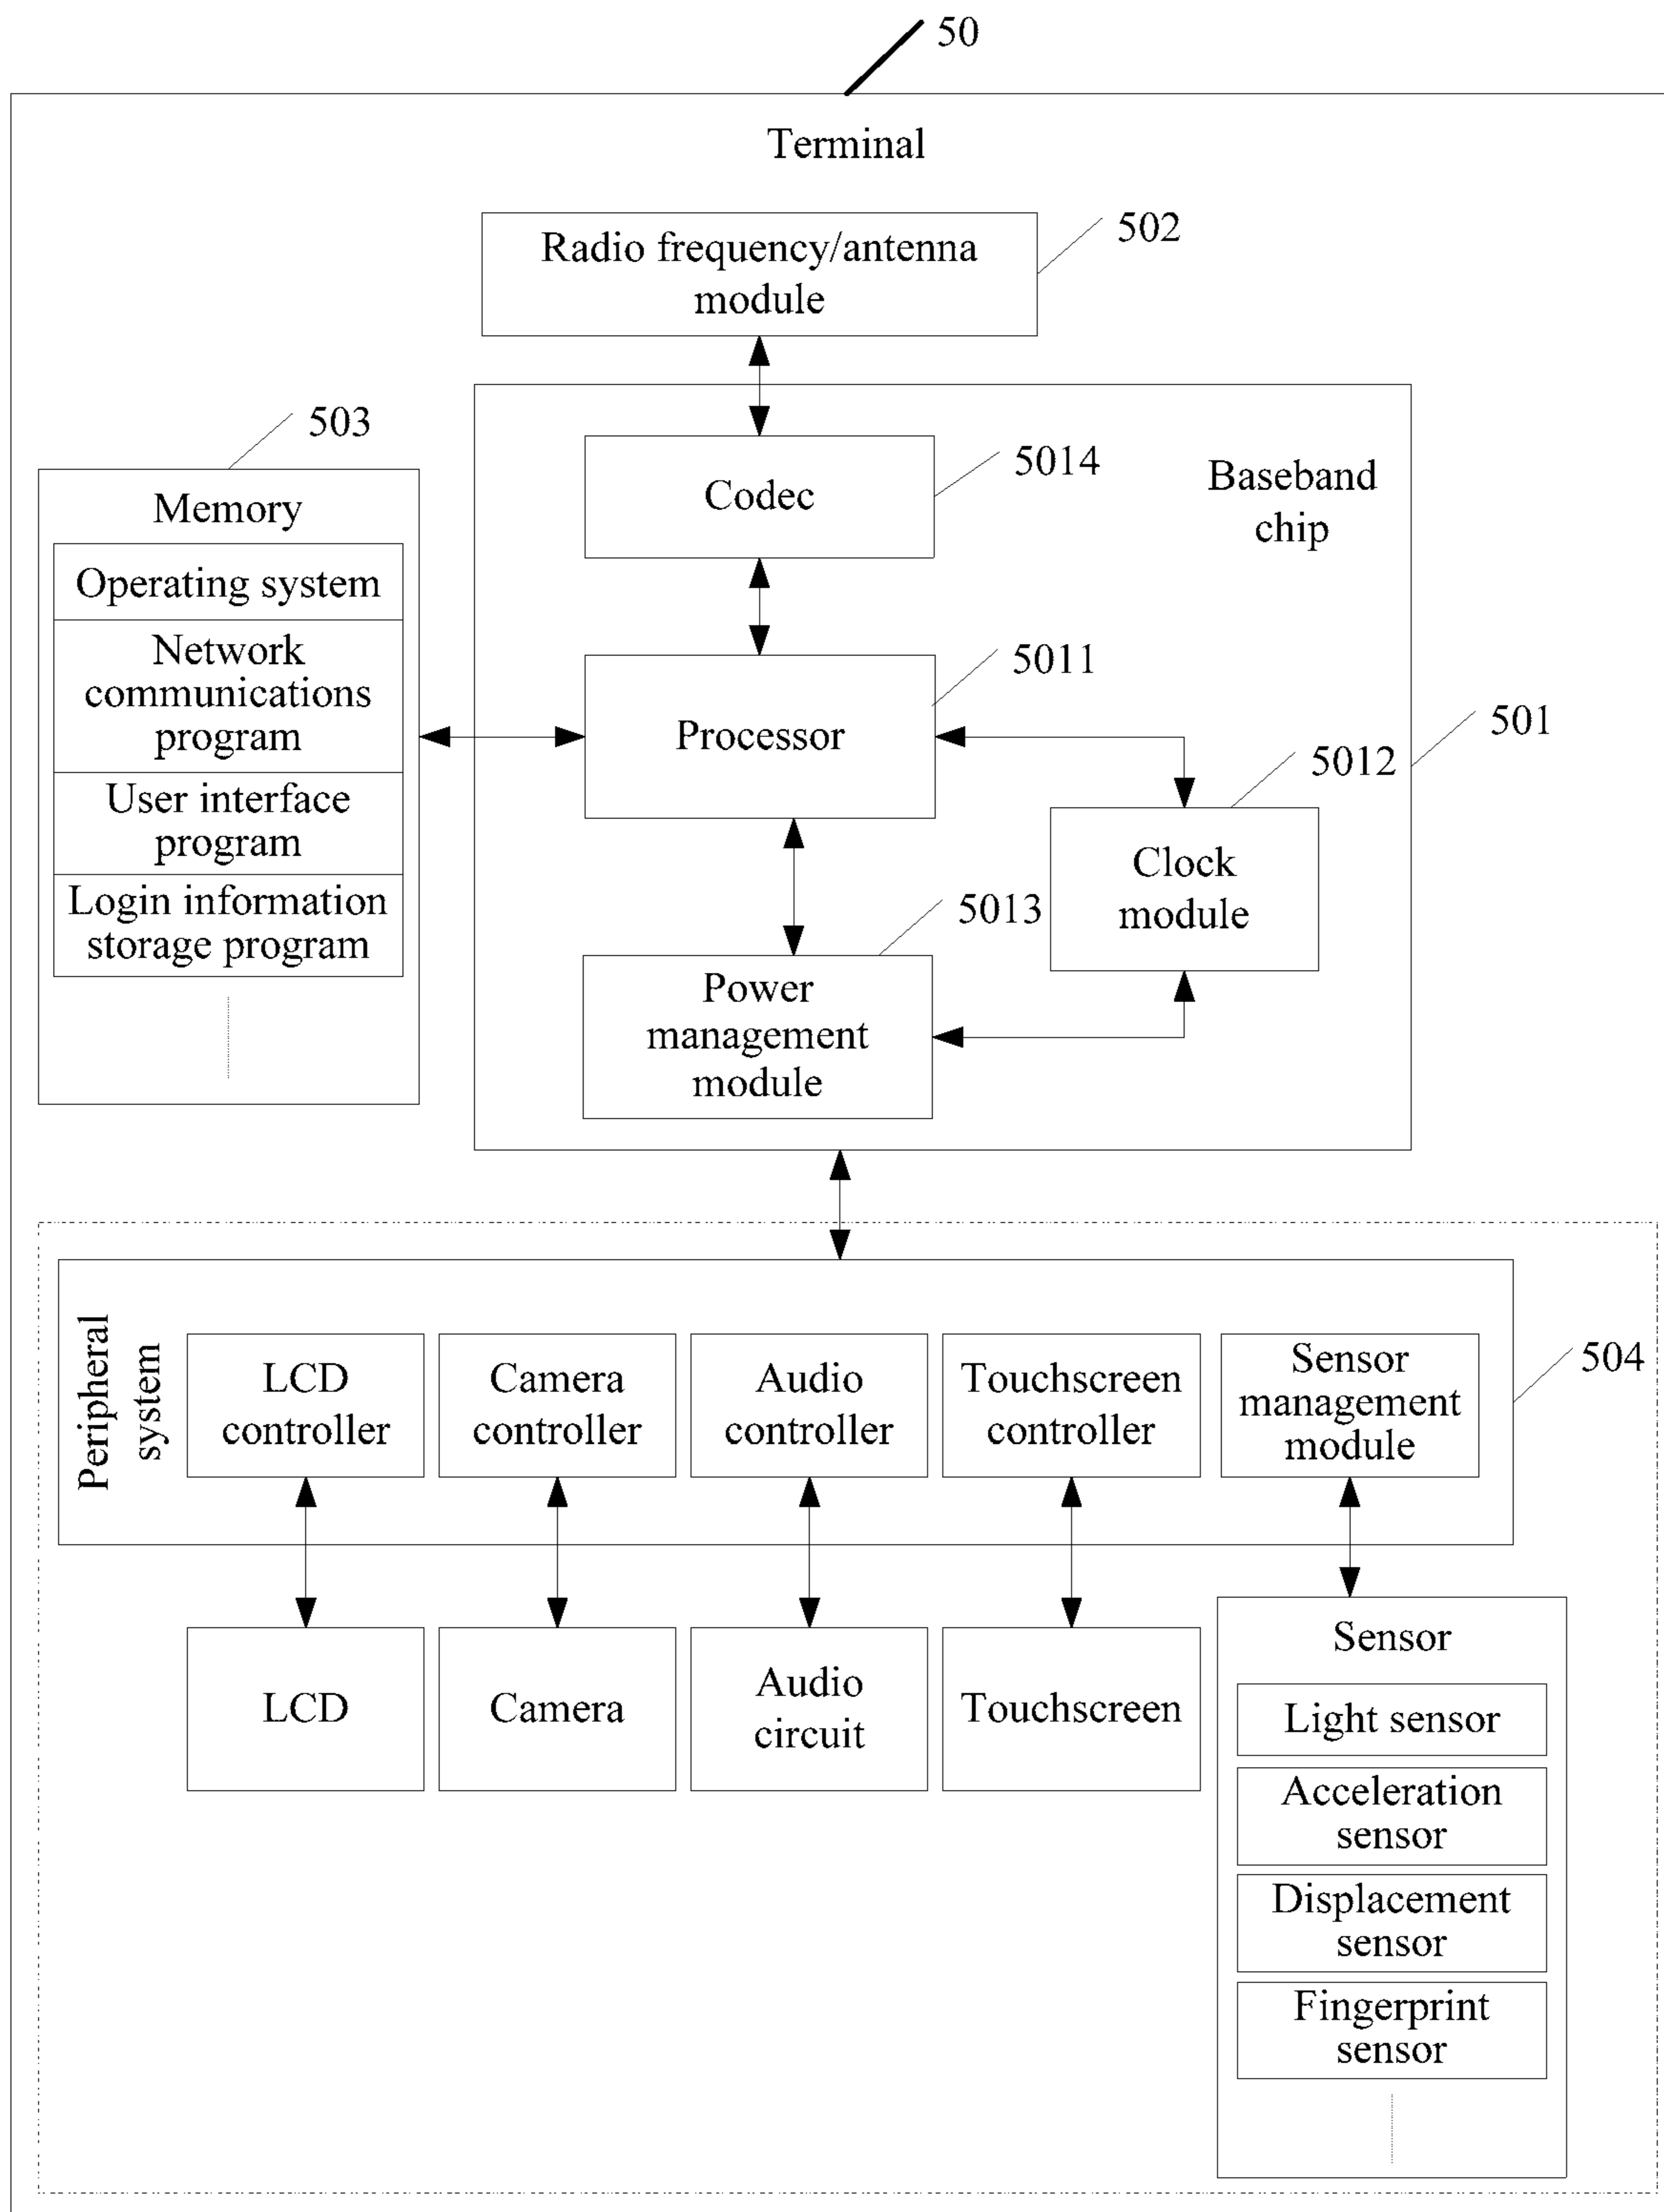 50
Terminal
Radio frequency/antenna
module
502
503
Memory
Operating system
Network
communications
program
User interface
program
Login information
storage program
Codec
5014
Baseband
chip
Processor
5011
501
5012
Clock
module
5013
Power
management
module
Peripheral
system
LCD
controller
Camera
controller
Audio
controller
Touchscreen
controller
Sensor
management
module
504
LCD
Camera
Audio
circuit
Touchscreen
Sensor
Light sensor
Acceleration
sensor
Displacement
sensor
Fingerprint
sensor